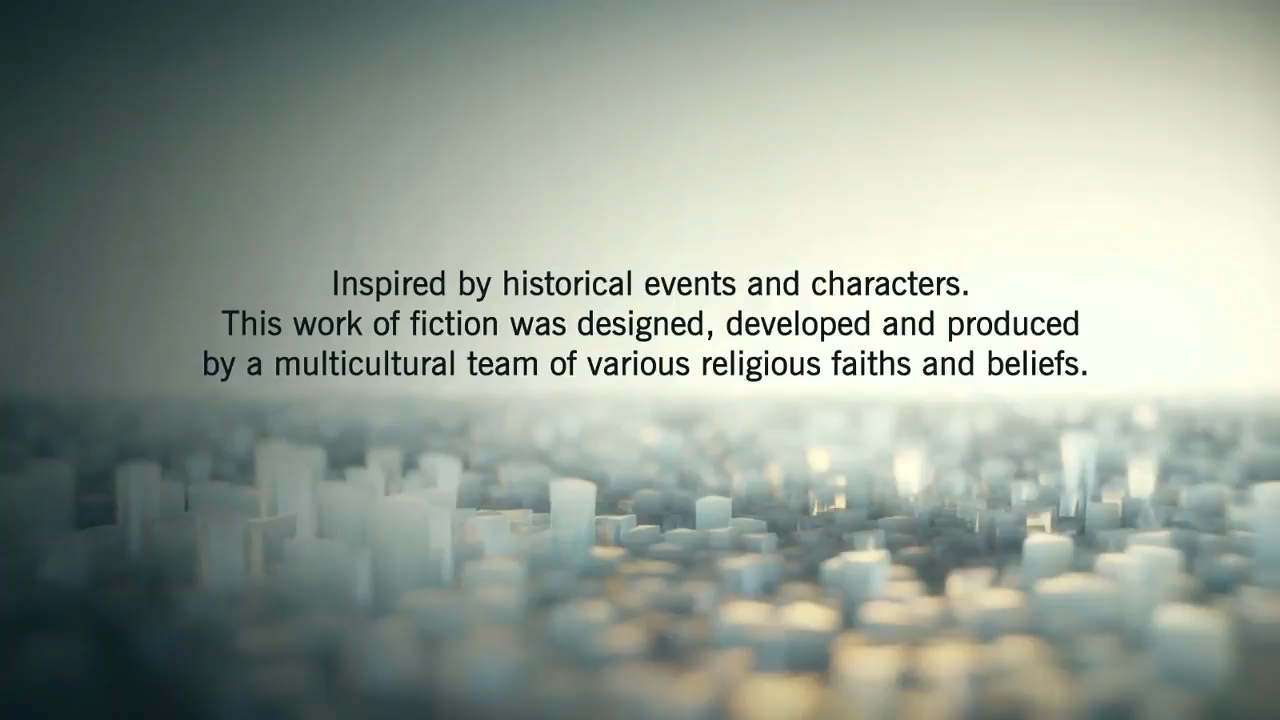 Inspired by historical events and characters.
This work of fiction was designed, developed and produced
by a multicultural team of various religious faiths and beliefs.